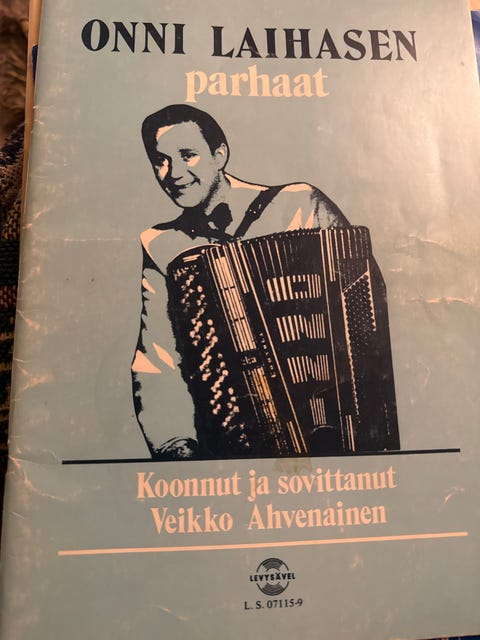 ONNI LAIHASEN
parhaat
Koonnut ja sovittanut
Veikko Ahvenainen
LEVYSÄVEL
L. S. 07115-9